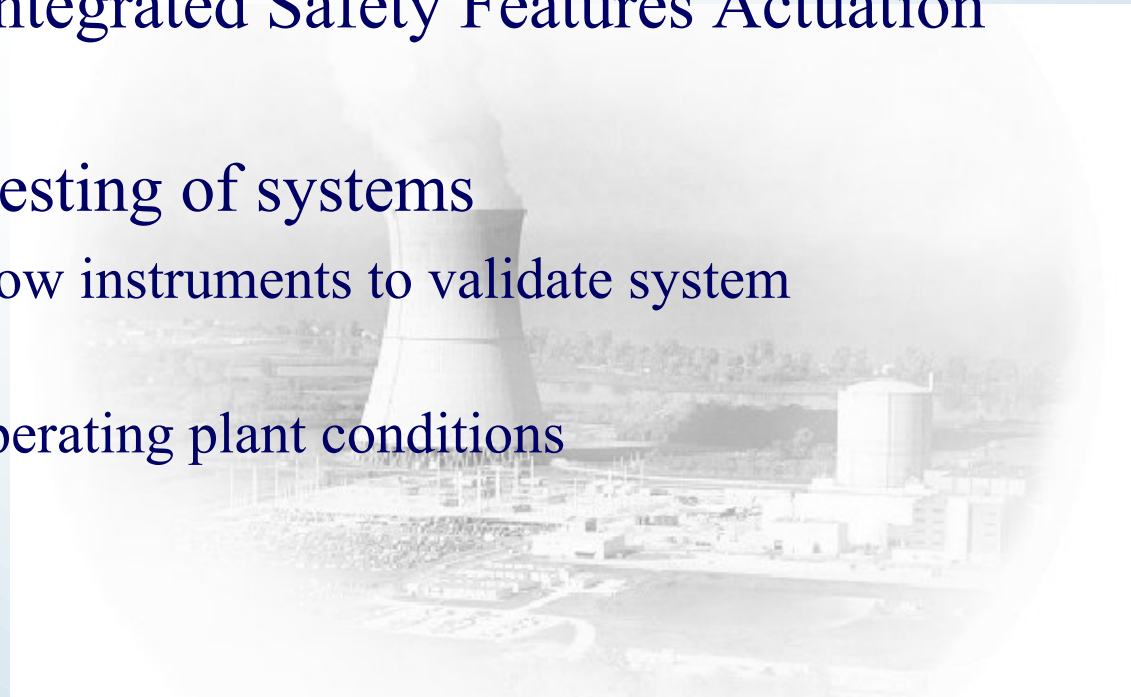 ntegrated Safety Features Actuation
esting of systems
ow instruments to validate system
perating plant conditions